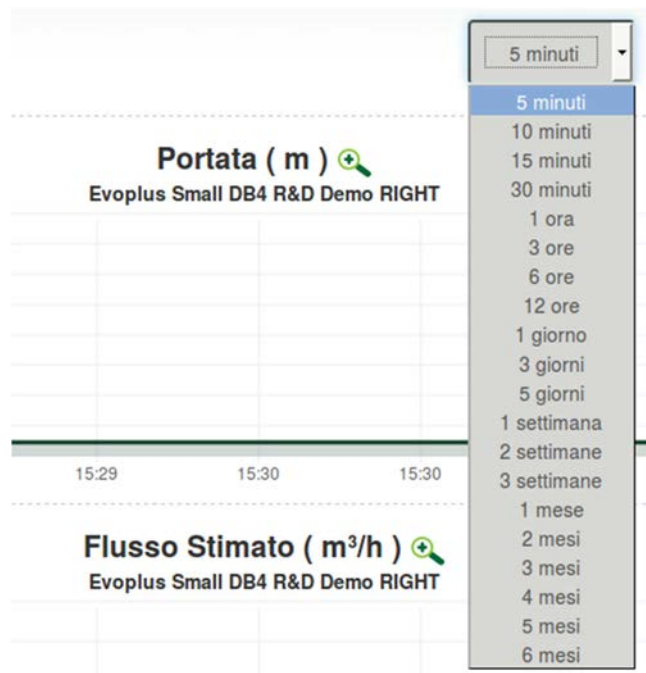 5 minuti
5 minuti
10 minuti
15 minuti
30 minuti
1 ora
3 ore
6 ore
12 ore
1 giorno
3 giorni
5 giorni
1 settimana
2 settimane
3 settimane
1 mese
2 mesi
3 mesi
4 mesi
5 mesi
6 mesi
Portata ( m )
Evoplus Small DB4 R&D Demo RIGHT
15:29 15:30 15:30
Flusso Stimato ( m³/h )
Evoplus Small DB4 R&D Demo RIGHT